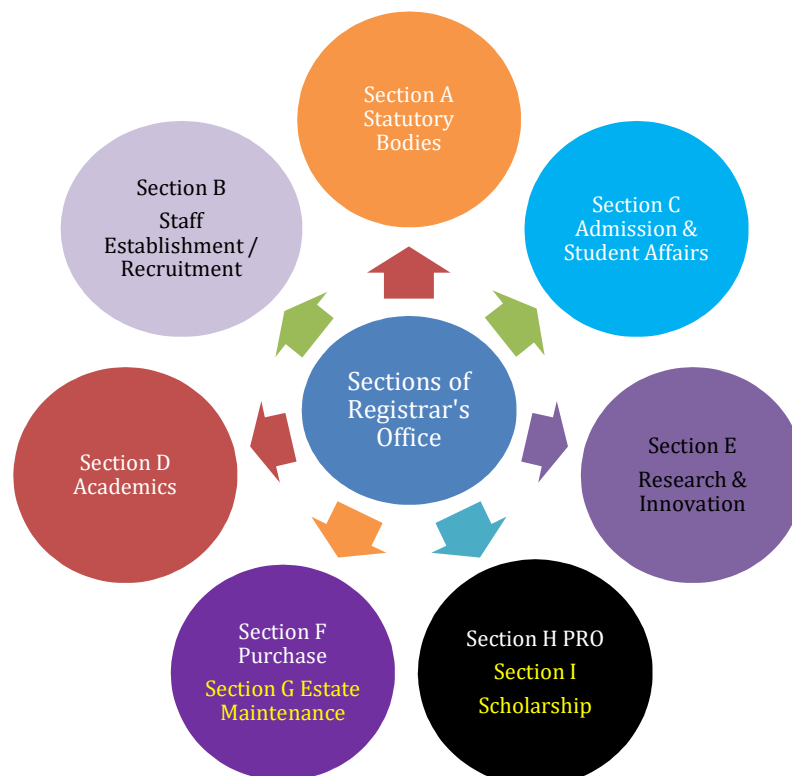 Section A
Statutory
Bodies
Section B
Staff
Establishment /
Recruitment
Section C
Admission &
Student Affairs
Sections of
Registrar's
Office
Section D
Academics
Section E
Research &
Innovation
Section F
Purchase
Section G Estate
Maintenance
Section H PRO
Section I
Scholarship